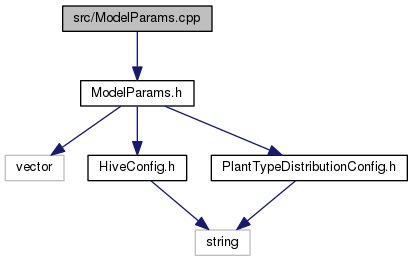 src/ModelParams.cpp
ModelParams.h
vector
HiveConfig.h
PlantTypeDistributionConfig.h
string